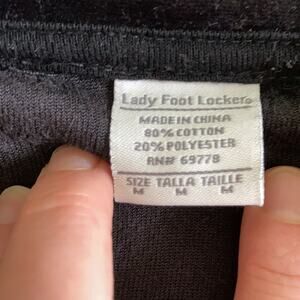 Lady Foot Locker®
MADE IN CHINA
80% COTTON
20% POLYESTER
RN# 69778
SIZE TALLA TAILLE
M M M